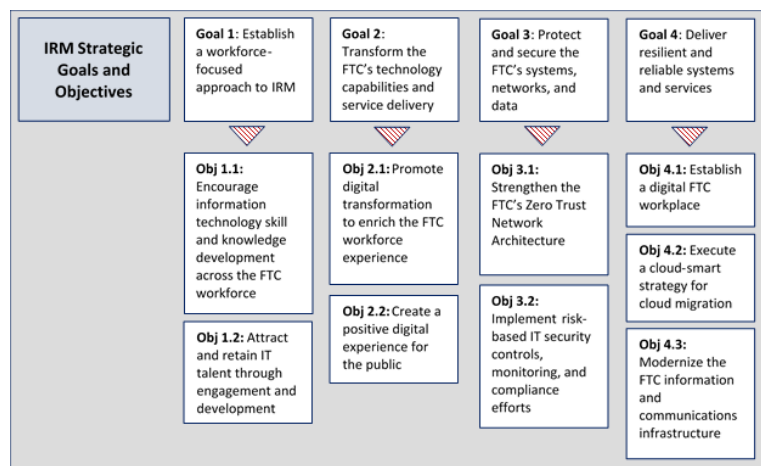 IRM Strategic
Goals and
Objectives
Goal 1: Establish
a workforce-
focused
approach to IRM
Goal 2:
Transform the
FTC's technology
capabilities and
service delivery
Goal 3: Protect
and secure the
FTC's systems,
networks, and
data
Goal 4: Deliver
resilient and
reliable systems
and services
Obj 1.1:
Encourage
information
technology skill
and knowledge
development
across the FTC
workforce
Obj 1.2: Attract
and retain IT
talent through
engagement and
development
Obj 2.1: Promote
digital
transformation
to enrich the FTC
workforce
experience
Obj 2.2: Create a
positive digital
experience for
the public
Obj 3.1:
Strengthen the
FTC's Zero Trust
Network
Architecture
Obj 3.2:
Implement risk-
based IT security
controls,
monitoring, and
compliance
efforts
Obj 4.1: Establish
a digital FTC
workplace
Obj 4.2: Execute
a cloud-smart
strategy for
cloud migration
Obj 4.3:
Modernize the
FTC information
and
communications
infrastructure